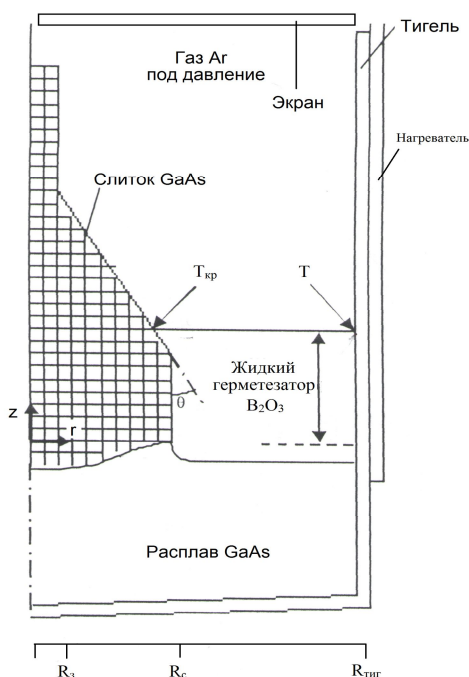 Газ Ar
под давление
Экран
Тигель
Нагреватель
Слиток GaAs
Tкр
T
Жидкий
герметезатор
B₂O₃
θ
z
r
Расплав GaAs
Rз
Rс
Rтиг